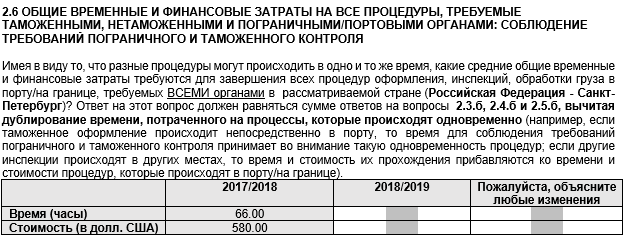 2.6 ОБЩИЕ ВРЕМЕННЫЕ И ФИНАНСОВЫЕ ЗАТРАТЫ НА ВСЕ ПРОЦЕДУРЫ, ТРЕБУЕМЫЕ
ТАМОЖЕННЫМИ, НЕТАМОЖЕННЫМИ И ПОГРАНИЧНЫМИ/ПОРТОВЫМИ ОРГАНАМИ: СОБЛЮДЕНИЕ
ТРЕБОВАНИЙ ПОГРАНИЧНОГО И ТАМОЖЕННОГО КОНТРОЛЯ
Имея в виду то, что разные процедуры могут происходить в одно и то же время, какие средние общие временные
и финансовые затраты требуются для завершения всех процедур оформления, инспекций, обработки груза в
порту/на границе, требуемых ВСЕМИ органами в рассматриваемой стране (Российская Федерация - Санкт-
Петербург)? Ответ на этот вопрос должен равняться сумме ответов на вопросы 2.3.б, 2.4.б и 2.5.б, вычитая
дублирование времени, потраченного на процессы, которые происходят одновременно (например, если
таможенное оформление происходит непосредственно в порту, то время для соблюдения требований
пограничного и таможенного контроля принимает во внимание такую одновременность процедур; если другие
инспекции происходят в других местах, то время и стоимость их прохождения прибавляются ко времени и
стоимости процедур, которые происходят в порту/на границе).
2017/2018 2018/2019 Пожалуйста, объясните
любые изменения
Время (часы) 66.00
Стоимость (в долл. США) 580.00